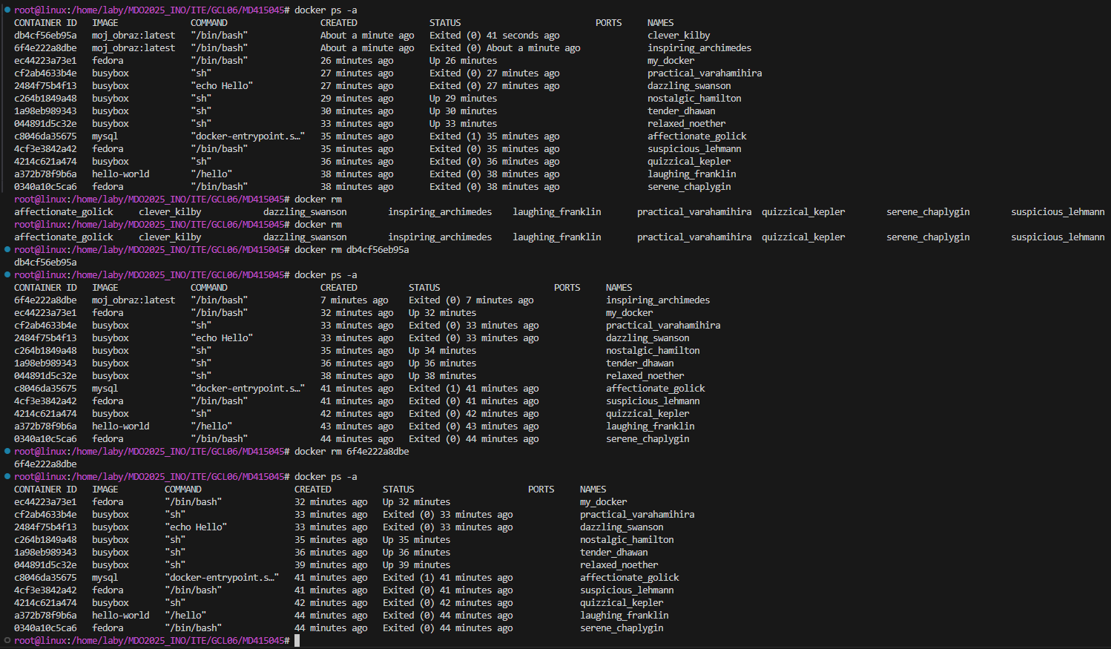 root@linux:/home/laby/MDO2025_INO/ITE/GCL06/MD415045# docker ps -a
CONTAINER ID   IMAGE             COMMAND                  CREATED              STATUS                          PORTS     NAMES
db4cf56eb95a   moj_obraz:latest   "/bin/bash"              About a minute ago   Exited (0) 41 seconds ago                 clever_kilby
6f4e222a8dbe   moj_obraz:latest   "/bin/bash"              About a minute ago   Exited (0) About a minute ago             inspiring_archimedes
ec44223a73e1   fedora             "/bin/bash"              26 minutes ago       Up 26 minutes                             my_docker
cf2ab4633b4e   busybox            "sh"                     27 minutes ago       Exited (0) 27 minutes ago                 practical_varahamihira
2484f75b4f13   busybox            "echo Hello"             27 minutes ago       Exited (0) 27 minutes ago                 dazzling_swanson
c264b1849a48   busybox            "sh"                     29 minutes ago       Up 29 minutes                             nostalgic_hamilton
1a98eb989343   busybox            "sh"                     30 minutes ago       Up 30 minutes                             tender_dhawan
044891d5c32e   busybox            "sh"                     33 minutes ago       Up 33 minutes                             relaxed_noether
c8046da35675   mysql              "docker-entrypoint.s…"   35 minutes ago       Exited (1) 35 minutes ago                 affectionate_golick
4cf3e3842a42   fedora             "/bin/bash"              35 minutes ago       Exited (0) 35 minutes ago                 suspicious_lehmann
4214c621a474   busybox            "sh"                     36 minutes ago       Exited (0) 36 minutes ago                 quizzical_kepler
a372b78f9b6a   hello-world        "/hello"                 38 minutes ago       Exited (0) 38 minutes ago                 laughing_franklin
0340a10c5ca6   fedora             "/bin/bash"              38 minutes ago       Exited (0) 38 minutes ago                 serene_chaplygin
root@linux:/home/laby/MDO2025_INO/ITE/GCL06/MD415045# docker rm
affectionate_golick     clever_kilby            dazzling_swanson        inspiring_archimedes    laughing_franklin       practical_varahamihira  quizzical_kepler        serene_chaplygin        suspicious_lehmann
root@linux:/home/laby/MDO2025_INO/ITE/GCL06/MD415045# docker rm
affectionate_golick     clever_kilby            dazzling_swanson        inspiring_archimedes    laughing_franklin       practical_varahamihira  quizzical_kepler        serene_chaplygin        suspicious_lehmann
root@linux:/home/laby/MDO2025_INO/ITE/GCL06/MD415045# docker rm db4cf56eb95a
db4cf56eb95a
root@linux:/home/laby/MDO2025_INO/ITE/GCL06/MD415045# docker ps -a
CONTAINER ID   IMAGE              COMMAND                  CREATED          STATUS                      PORTS     NAMES
6f4e222a8dbe   moj_obraz:latest   "/bin/bash"              7 minutes ago    Exited (0) 7 minutes ago              inspiring_archimedes
ec44223a73e1   fedora             "/bin/bash"              32 minutes ago   Up 32 minutes                         my_docker
cf2ab4633b4e   busybox            "sh"                     33 minutes ago   Exited (0) 33 minutes ago             practical_varahamihira
2484f75b4f13   busybox            "echo Hello"             33 minutes ago   Exited (0) 33 minutes ago             dazzling_swanson
c264b1849a48   busybox            "sh"                     35 minutes ago   Up 34 minutes                         nostalgic_hamilton
1a98eb989343   busybox            "sh"                     36 minutes ago   Up 36 minutes                         tender_dhawan
044891d5c32e   busybox            "sh"                     38 minutes ago   Up 38 minutes                         relaxed_noether
c8046da35675   mysql              "docker-entrypoint.s…"   41 minutes ago   Exited (1) 41 minutes ago             affectionate_golick
4cf3e3842a42   fedora             "/bin/bash"              41 minutes ago   Exited (0) 41 minutes ago             suspicious_lehmann
4214c621a474   busybox            "sh"                     42 minutes ago   Exited (0) 42 minutes ago             quizzical_kepler
a372b78f9b6a   hello-world        "/hello"                 43 minutes ago   Exited (0) 43 minutes ago             laughing_franklin
0340a10c5ca6   fedora             "/bin/bash"              44 minutes ago   Exited (0) 44 minutes ago             serene_chaplygin
root@linux:/home/laby/MDO2025_INO/ITE/GCL06/MD415045# docker rm 6f4e222a8dbe
6f4e222a8dbe
root@linux:/home/laby/MDO2025_INO/ITE/GCL06/MD415045# docker ps -a
CONTAINER ID   IMAGE         COMMAND                  CREATED          STATUS                      PORTS     NAMES
ec44223a73e1   fedora        "/bin/bash"              32 minutes ago   Up 32 minutes                         my_docker
cf2ab4633b4e   busybox       "sh"                     33 minutes ago   Exited (0) 33 minutes ago             practical_varahamihira
2484f75b4f13   busybox       "echo Hello"             33 minutes ago   Exited (0) 33 minutes ago             dazzling_swanson
c264b1849a48   busybox       "sh"                     35 minutes ago   Up 35 minutes                         nostalgic_hamilton
1a98eb989343   busybox       "sh"                     36 minutes ago   Up 36 minutes                         tender_dhawan
044891d5c32e   busybox       "sh"                     39 minutes ago   Up 39 minutes                         relaxed_noether
c8046da35675   mysql         "docker-entrypoint.s…"   41 minutes ago   Exited (1) 41 minutes ago             affectionate_golick
4cf3e3842a42   fedora        "/bin/bash"              41 minutes ago   Exited (0) 41 minutes ago             suspicious_lehmann
4214c621a474   busybox       "sh"                     42 minutes ago   Exited (0) 42 minutes ago             quizzical_kepler
a372b78f9b6a   hello-world   "/hello"                 44 minutes ago   Exited (0) 44 minutes ago             laughing_franklin
0340a10c5ca6   fedora        "/bin/bash"              44 minutes ago   Exited (0) 44 minutes ago             serene_chaplygin
root@linux:/home/laby/MDO2025_INO/ITE/GCL06/MD415045#